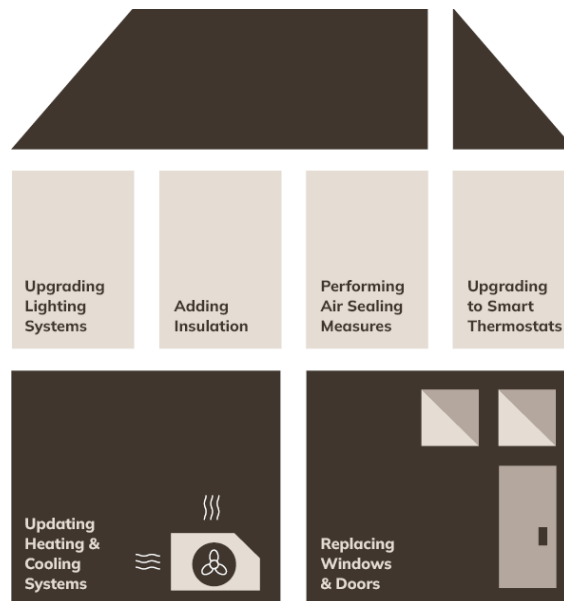 Upgrading
Lighting
Systems
Adding
Insulation
Performing
Air Sealing
Measures
Upgrading
to Smart
Thermostats
Updating
Heating &
Cooling
Systems
Replacing
Windows
& Doors